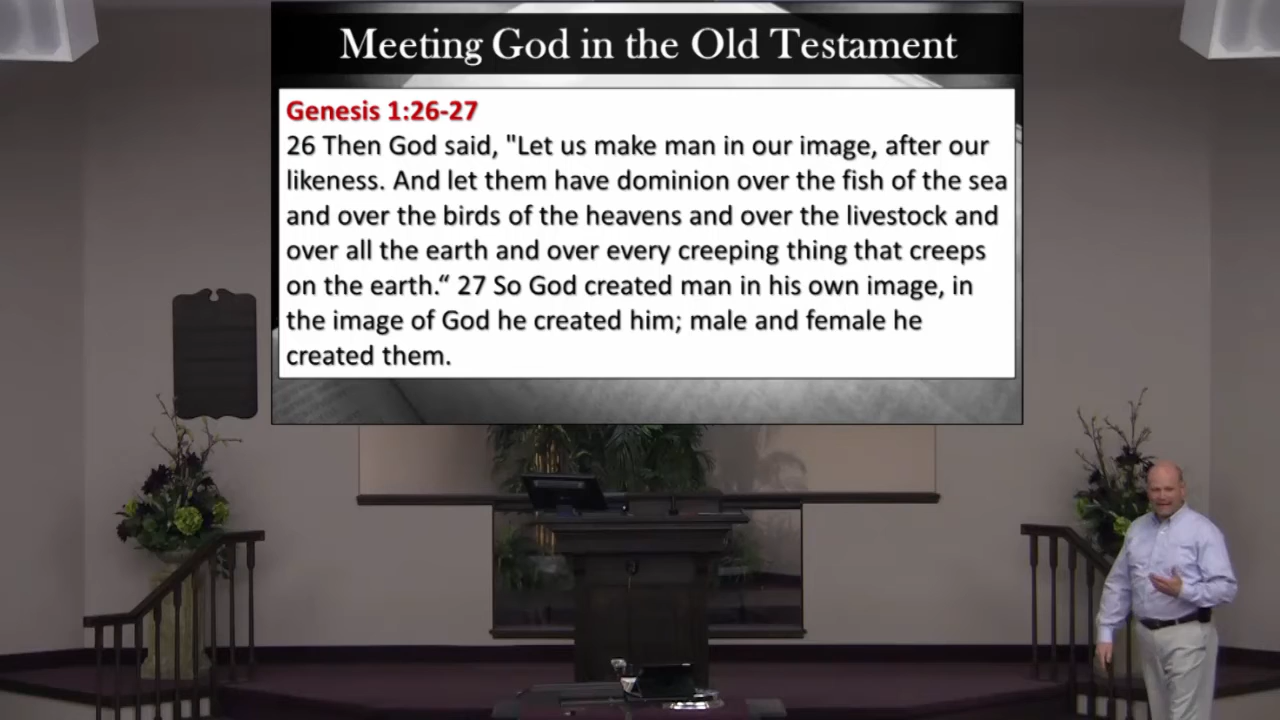 Meeting God in the Old Testament
Genesis 1:26-27
26 Then God said, "Let us make man in our image, after our
likeness. And let them have dominion over the fish of the sea
and over the birds of the heavens and over the livestock and
over all the earth and over every creeping thing that creeps
on the earth.“ 27 So God created man in his own image, in
the image of God he created him; male and female he
created them.